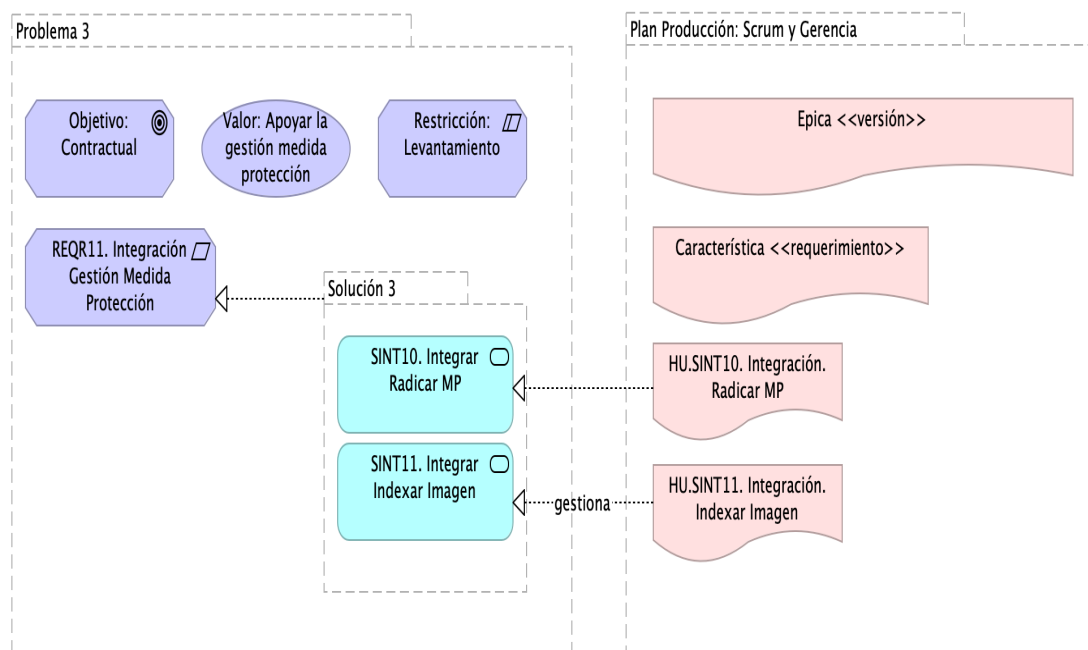 Problema 3
Objetivo:
Contractual
Valor: Apoyar la
gestión medida
protección
Restricción:
Levantamiento
REQR11. Integración
Gestión Medida
Protección
Solución 3
SINT10. Integrar
Radicar MP
SINT11. Integrar
Indexar Imagen
gestiona
Plan Producción: Scrum y Gerencia
Epica <<versión>>
Característica <<requerimiento>>
HU.SINT10. Integración.
Radicar MP
HU.SINT11. Integración.
Indexar Imagen